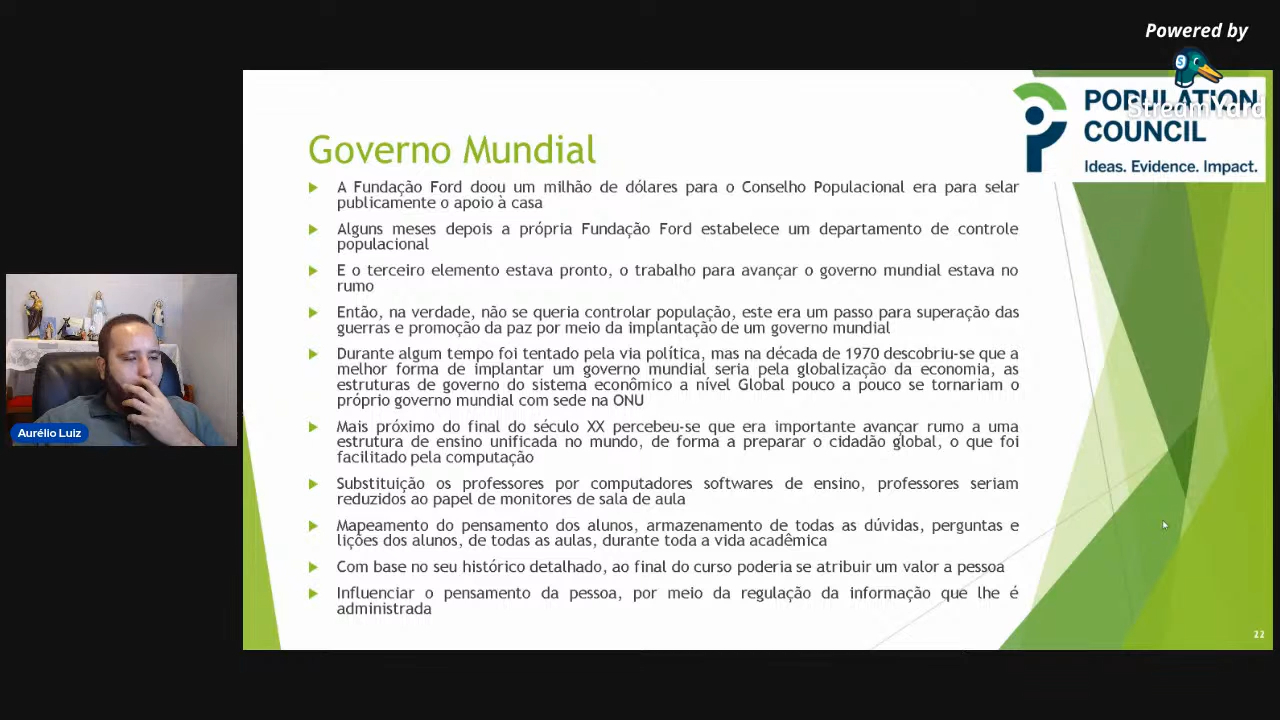 Powered by
StreamYard
POPULATION
COUNCIL
Ideas. Evidence. Impact.
Governo Mundial
A Fundação Ford doou um milhão de dólares para o Conselho Populacional era para selar
publicamente o apoio à casa
Alguns meses depois a própria Fundação Ford estabelece um departamento de controle
populacional
E o terceiro elemento estava pronto, o trabalho para avançar o governo mundial estava no
rumo
Então, na verdade, não se queria controlar população, este era um passo para superação das
guerras e promoção da paz por meio da implantação de um governo mundial
Durante algum tempo foi tentado pela via política, mas na década de 1970 descobriu-se que a
melhor forma de implantar um governo mundial seria pela globalização da economia, as
estruturas de governo do sistema econômico a nível Global pouco a pouco se tornariam o
próprio governo mundial com sede na ONU
Mais próximo do final do século XX percebeu-se que era importante avançar rumo a uma
estrutura de ensino unificada no mundo, de forma a preparar o cidadão global, o que foi
facilitado pela computação
Substituição os professores por computadores softwares de ensino, professores seriam
reduzidos ao papel de monitores de sala de aula
Mapeamento do pensamento dos alunos, armazenamento de todas as dúvidas, perguntas e
lições dos alunos, de todas as aulas, durante toda a vida acadêmica
Com base no seu histórico detalhado, ao final do curso poderia se atribuir um valor a pessoa
Influenciar o pensamento da pessoa, por meio da regulação da informação que lhe é
administrada
Aurélio Luiz
22